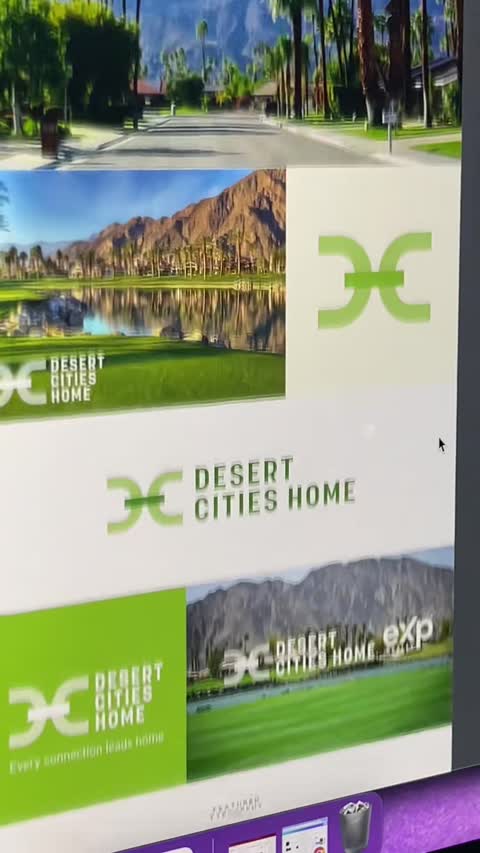 DESERT
CITIES
HOME
DESERT
CITIES HOME
DESERT
CITIES HOME
eXp
DESERT
CITIES
HOME
Every connection leads home